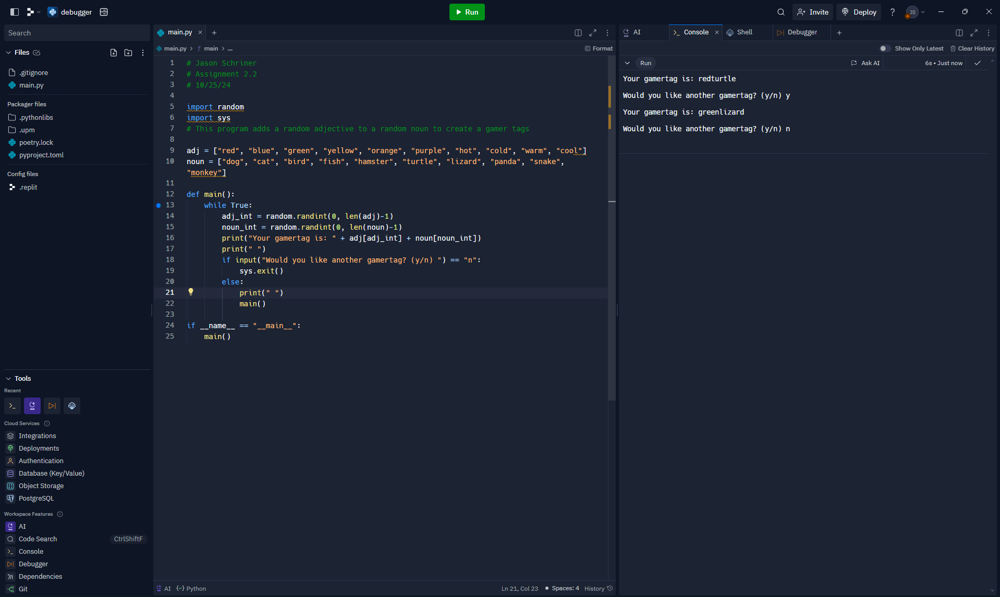 debugger
Run
Invite
Deploy
?
JS
Search
Files
.gitignore
main.py
Packager files
.pythonlibs
.upm
poetry.lock
pyproject.toml
Config files
.replit
Tools
Recent
Cloud Services
Integrations
Deployments
Authentication
Database (Key/Value)
Object Storage
PostgreSQL
Workspace Features
AI
Code Search CtrlShiftF
Console
Debugger
Dependencies
Git
main.py
main.py > f main > ...
Format
1 # Jason Schriner
2 # Assignment 2.2
3 # 10/25/24
4
5 import random
6 import sys
7 # This program adds a random adjective to a random noun to create a gamer tags
8
9 adj = ["red", "blue", "green", "yellow", "orange", "purple", "hot", "cold", "warm", "cool"]
10 noun = ["dog", "cat", "bird", "fish", "hamster", "turtle", "lizard", "panda", "snake",
"monkey"]
11
12 def main():
13     while True:
14         adj_int = random.randint(0, len(adj)-1)
15         noun_int = random.randint(0, len(noun)-1)
16         print("Your gamertag is: " + adj[adj_int] + noun[noun_int])
17         print(" ")
18         if input("Would you like another gamertag? (y/n) ") == "n":
19             sys.exit()
20         else:
21             print(" ")
22             main()
23
24 if __name__ == "__main__":
25     main()
AI Python
Ln 21, Col 23 • Spaces: 4 History
AI
Console
Shell
Debugger
Show Only Latest
Clear History
Run
Ask AI
6s • Just now
Your gamertag is: redturtle
Would you like another gamertag? (y/n) y
Your gamertag is: greenlizard
Would you like another gamertag? (y/n) n